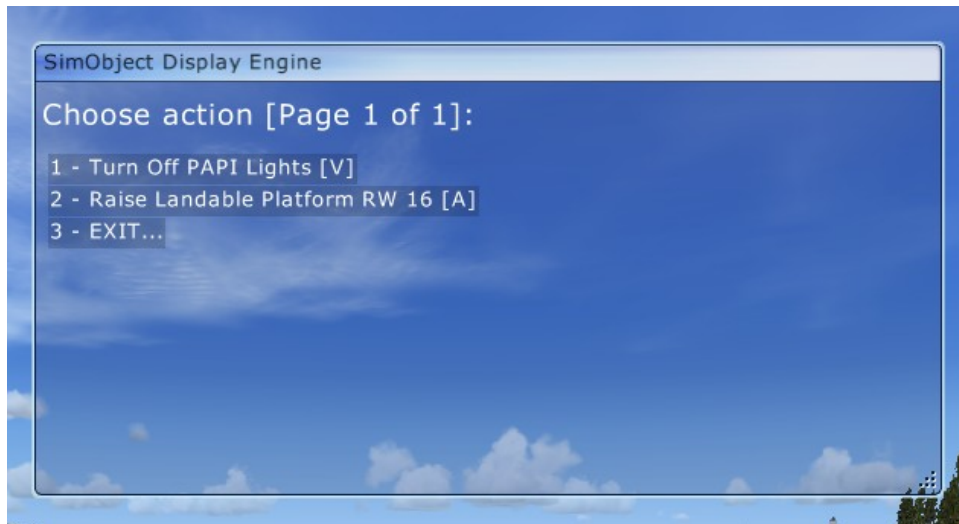 SimObject Display Engine
Choose action [Page 1 of 1]:
1 - Turn Off PAPI Lights [V]
2 - Raise Landable Platform RW 16 [A]
3 - EXIT...